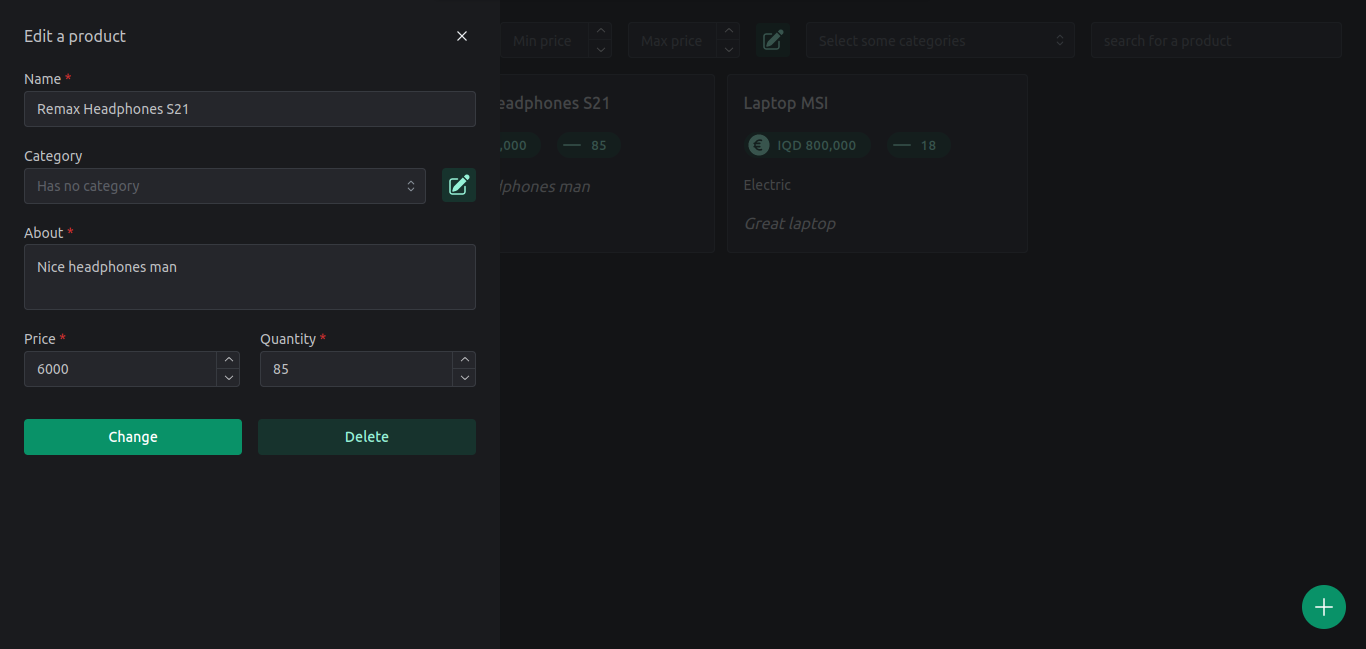 Edit a product
Name *
Remax Headphones S21
Category
Has no category
About *
Nice headphones man
Price * Quantity *
6000 85
Change Delete
Min price Max price Select some categories search for a product
eadphones S21
,000 85
phones man
Laptop MSI
€ IQD 800,000 18
Electric
Great laptop